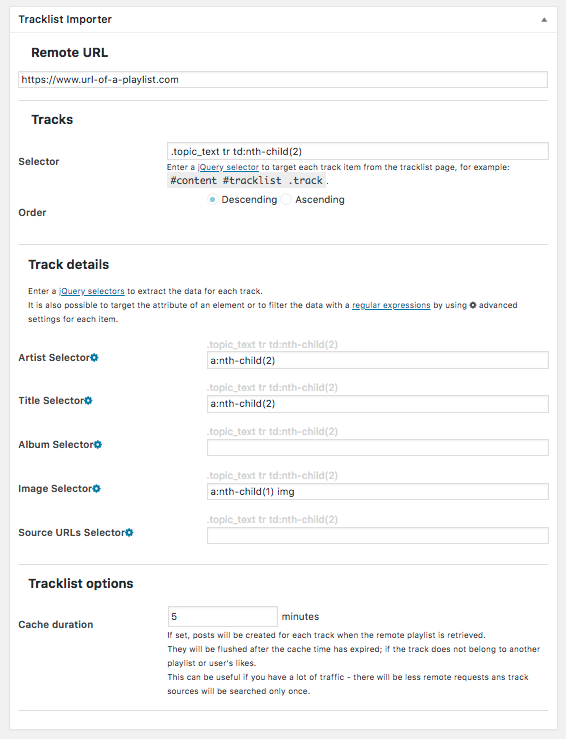 Tracklist Importer
Remote URL
https://www.url-of-a-playlist.com
Tracks
Selector
.topic_text tr td:nth-child(2)
Enter a jQuery selector to target each track item from the tracklist page, for example:
#content #tracklist .track.
Order
Descending Ascending
Track details
Enter a jQuery selectors to extract the data for each track.
It is also possible to target the attribute of an element or to filter the data with a regular expressions by using advanced
settings for each item.
.topic_text tr td:nth-child(2)
Artist Selector
a:nth-child(2)
.topic_text tr td:nth-child(2)
Title Selector
a:nth-child(2)
.topic_text tr td:nth-child(2)
Album Selector
.topic_text tr td:nth-child(2)
Image Selector
a:nth-child(1) img
.topic_text tr td:nth-child(2)
Source URLs Selector
Tracklist options
Cache duration
5 minutes
If set, posts will be created for each track when the remote playlist is retrieved.
They will be flushed after the cache time has expired; if the track does not belong to another
playlist or user's likes.
This can be useful if you have a lot of traffic - there will be less remote requests ans track
sources will be searched only once.